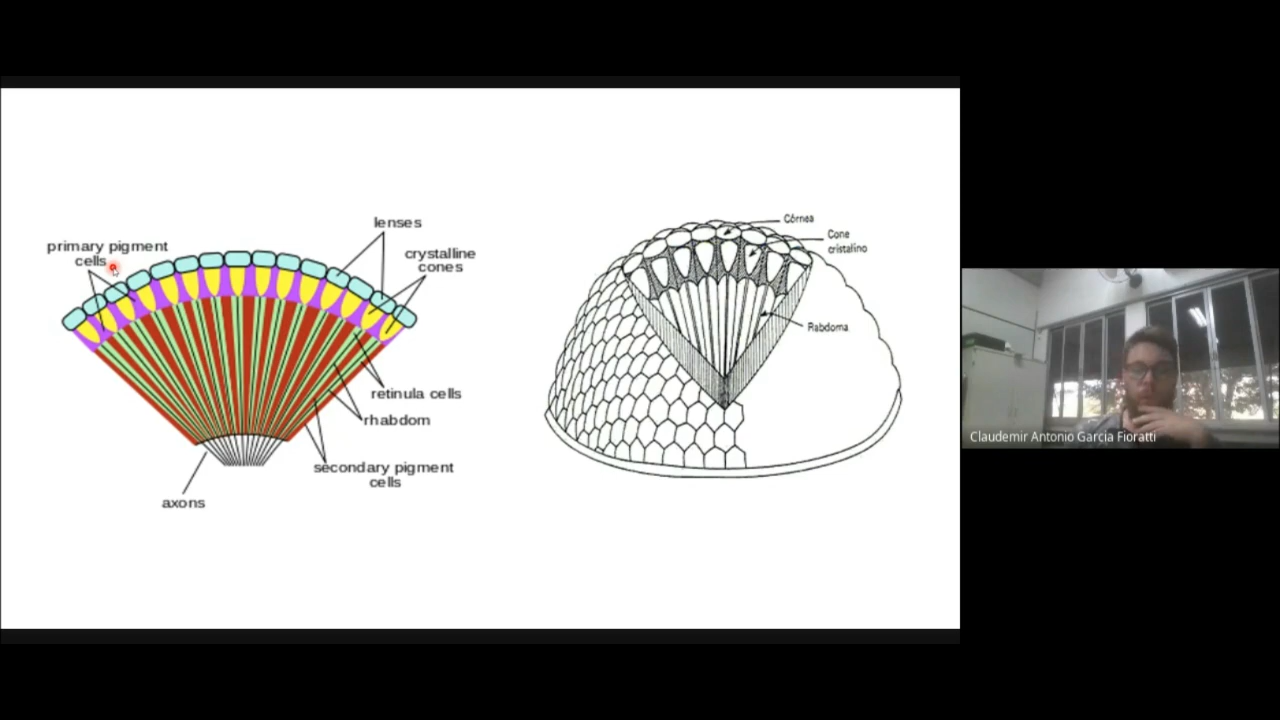 primary pigment
cells
lenses
crystalline
cones
retinula cells
rhabdom
secondary pigment
cells
axons
Córnea
Cone
cristalino
Rabdoma
Claudemir Antonio Garcia Fioratti